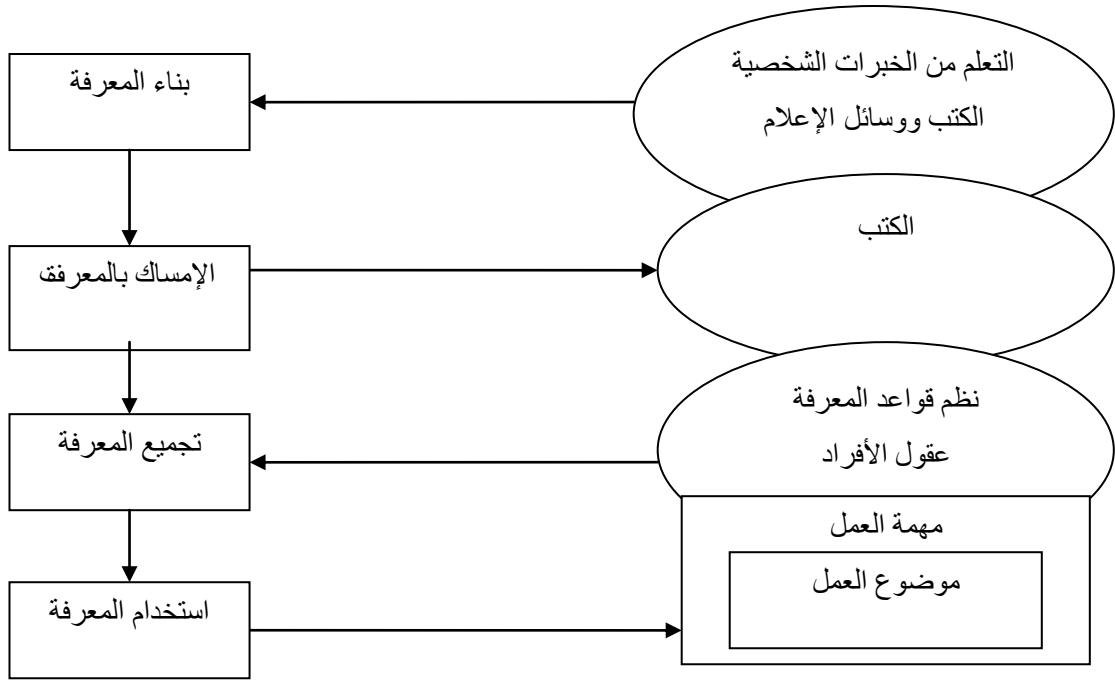 التعلم من الخبرات الشخصية
الكتب ووسائل الإعلام
بناء المعرفة
الكتب
الإمساك بالمعرفة
نظم قواعد المعرفة
عقول الأفراد
تجميع المعرفة
مهمة العمل
موضوع العمل
استخدام المعرفة